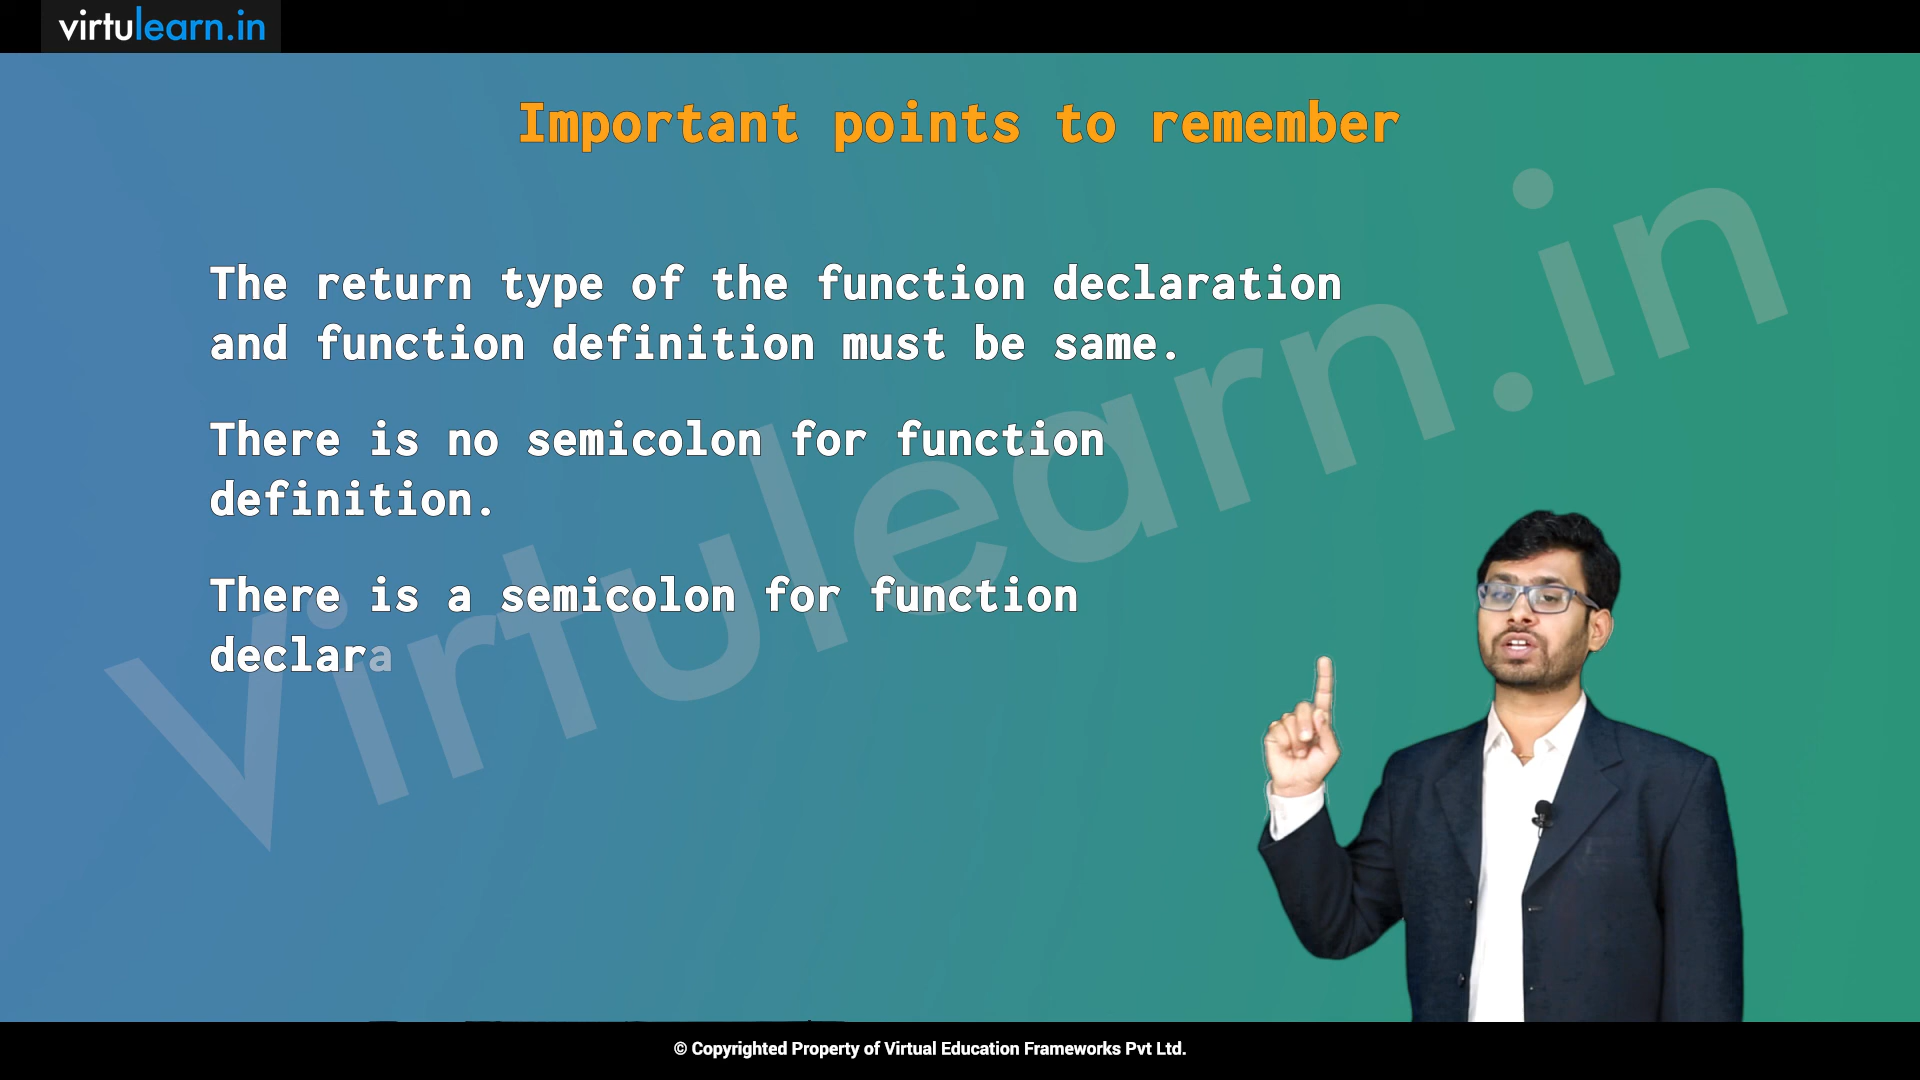 virtulearn.in
Important points to remember
The return type of the function declaration
and function definition must be same.
There is no semicolon for function
definition.
There is a semicolon for function
declara
Virtulearn.in
© Copyrighted Property of Virtual Education Frameworks Pvt Ltd.